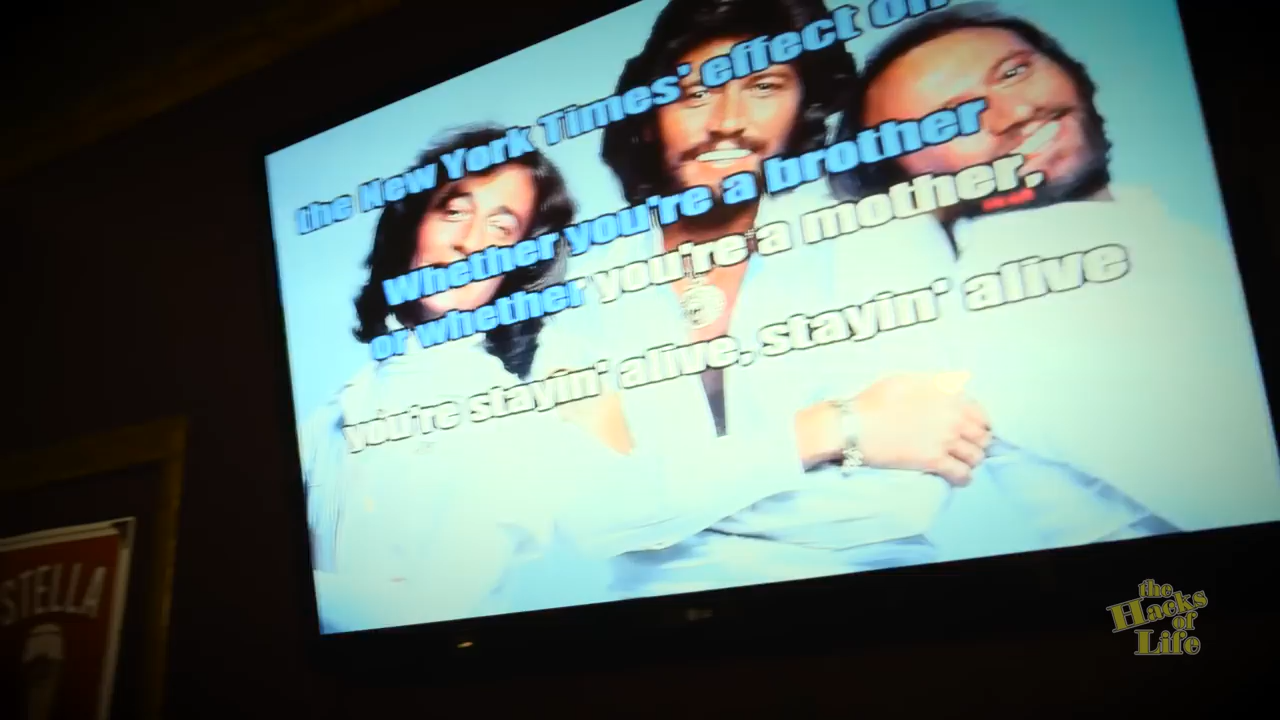 the New York Times' effect on
Whether you're a brother
or whether you're a mother,
you're stayin' alive, stayin' alive
STELLA
the
Hacks
of
Life